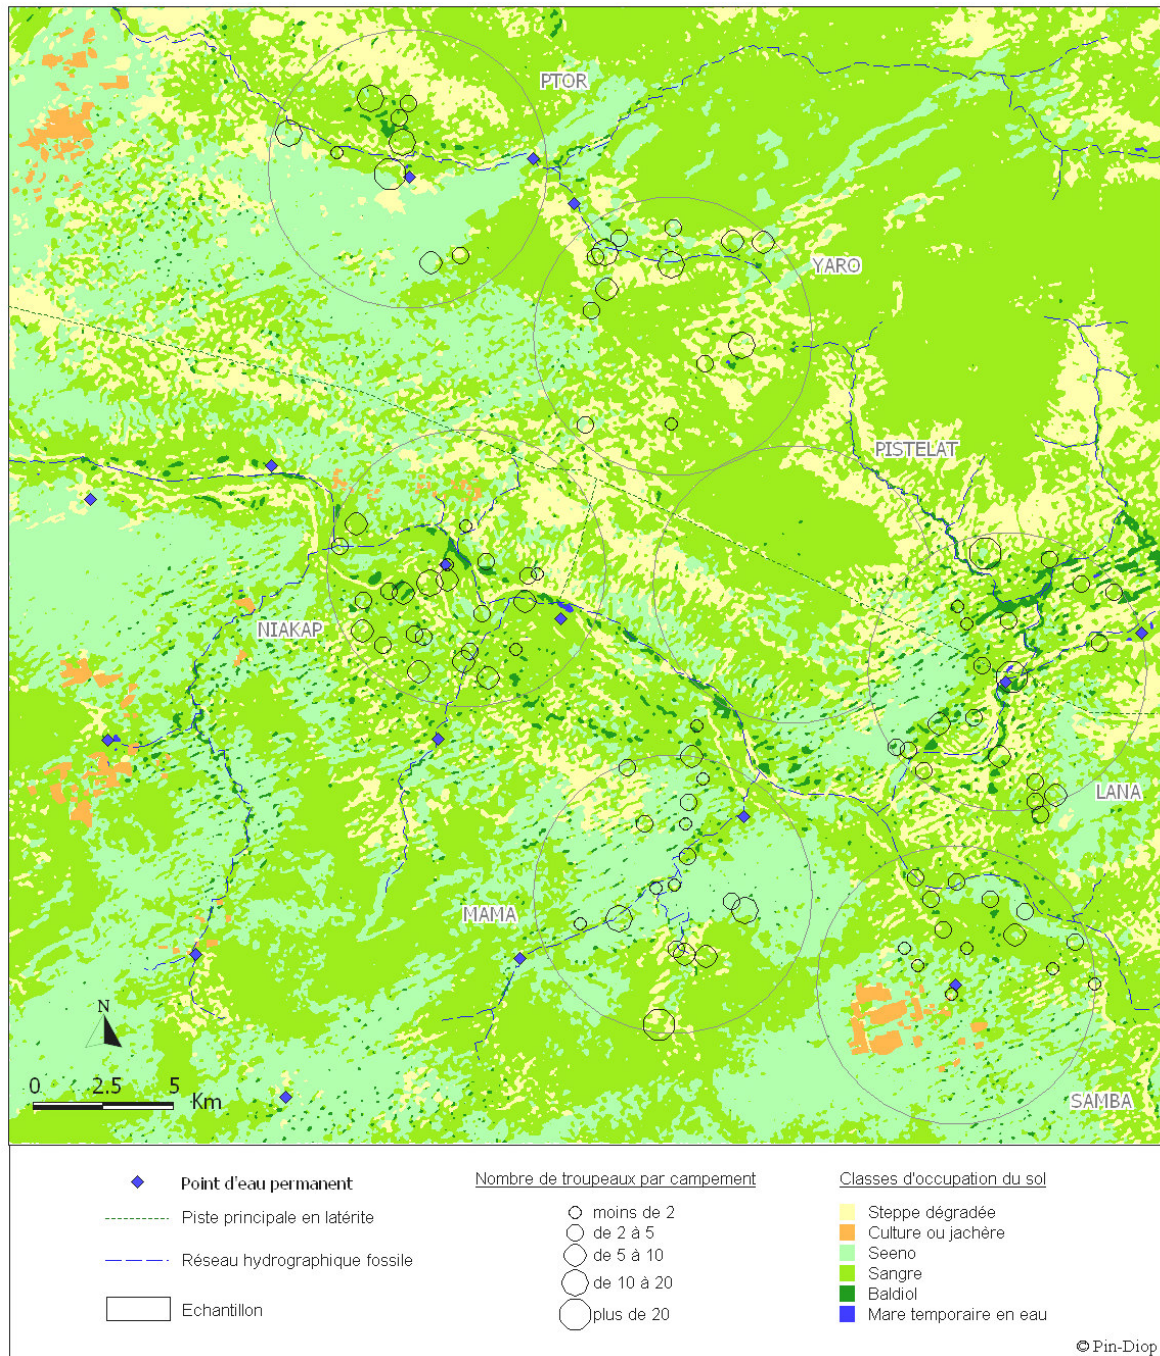 PTOR
YARO
PISTELAT
NIAKAP
LANA
MAMA
SAMBA
N
0 2.5 5 Km
Point d'eau permanent
Piste principale en latérite
Réseau hydrographique fossile
Echantillon
Nombre de troupeaux par campement
moins de 2
de 2 à 5
de 5 à 10
de 10 à 20
plus de 20
Classes d'occupation du sol
Steppe dégradée
Culture ou jachère
Seeno
Sangre
Baldiol
Mare temporaire en eau
© Pin-Diop